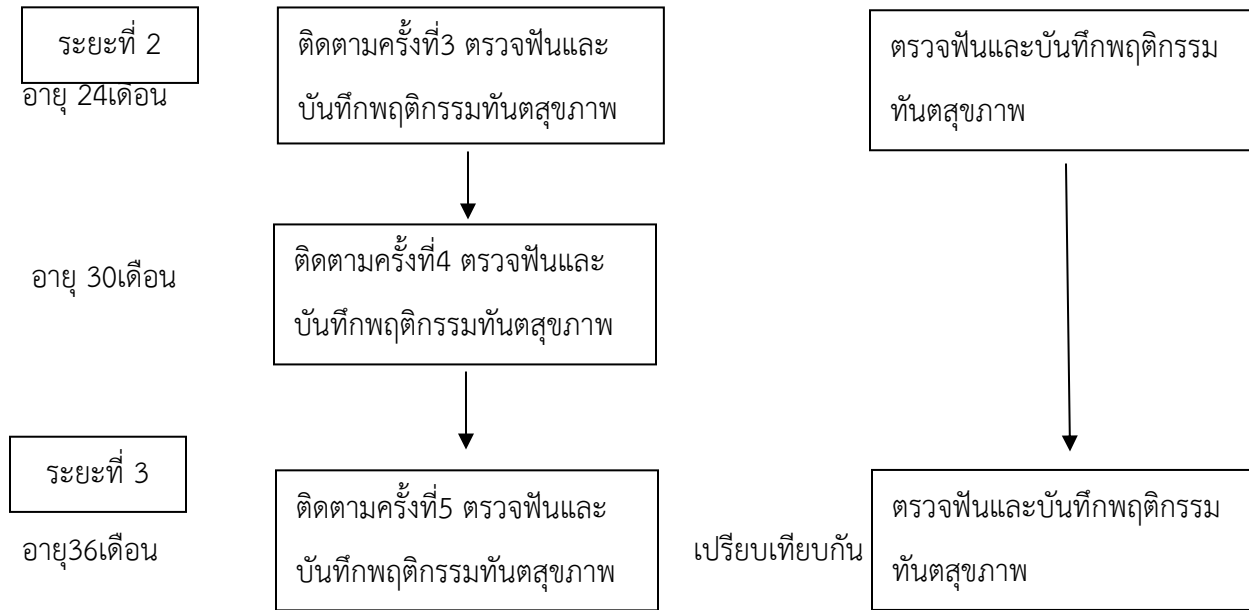 ระยะที่ 2
อายุ 24เดือน
ติดตามครั้งที่3 ตรวจฟันและ
บันทึกพฤติกรรมทันตสุขภาพ
ตรวจฟันและบันทึกพฤติกรรม
ทันตสุขภาพ
อายุ 30เดือน
ติดตามครั้งที่4 ตรวจฟันและ
บันทึกพฤติกรรมทันตสุขภาพ
ระยะที่ 3
อายุ36เดือน
ติดตามครั้งที่5 ตรวจฟันและ
บันทึกพฤติกรรมทันตสุขภาพ
เปรียบเทียบกัน
ตรวจฟันและบันทึกพฤติกรรม
ทันตสุขภาพ